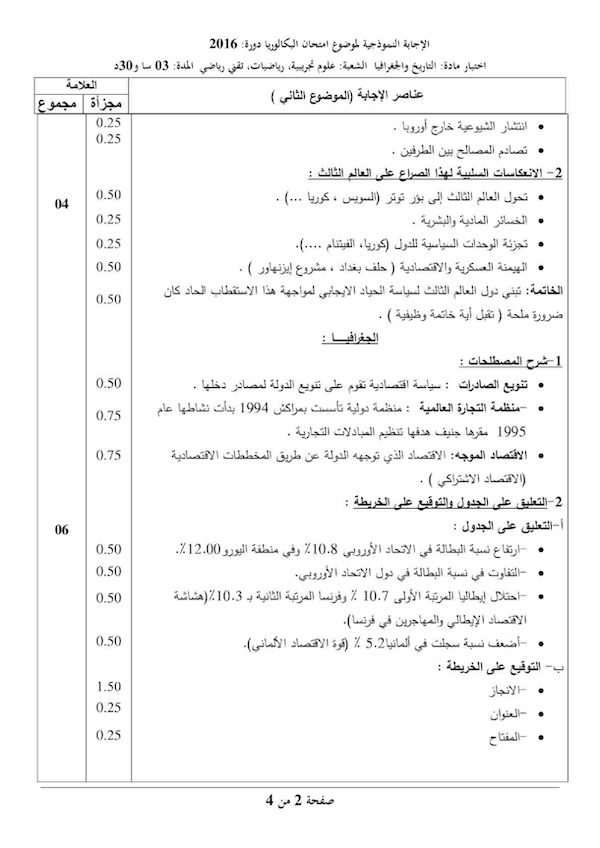 الإجابة النموذجية لموضوع امتحان البكالوريا دورة: 2016
اختبار مادة: التاريخ والجغرافيا الشعبة: علوم تجريبية، رياضيات، تقني رياضي المدة: 03 سا و30د
عناصر الإجابة (الموضوع الثاني )
العلامة
مجزأة
مجموع
• انتشار الشيوعية خارج أوروبا .
0.25
• تصادم المصالح بين الطرفين .
0.25
2- الانعكاسات السلبية لهذا الصراع على العالم الثالث :
• تحول العالم الثالث إلى بؤر توتر (السويس ، كوريا ...) .
0.50
04
• الخسائر المادية والبشرية .
0.25
• تجزئة الوحدات السياسية للدول (كوريا، الفيتنام ....).
0.25
• الهيمنة العسكرية والاقتصادية ( حلف بغداد ، مشروع إيزنهاور ) .
0.50
الخاتمة: تبني دول العالم الثالث لسياسة الحياد الايجابي لمواجهة هذا الاستقطاب الحاد كان
0.50
ضرورة ملحة ( تقبل أية خاتمة وظيفية ) .
الجغرافيـــا :
1-شرح المصطلحات :
• تنويع الصادرات : سياسة اقتصادية تقوم على تنويع الدولة لمصادر دخلها .
0.50
• -منظمة التجارة العالمية : منظمة دولية تأسست بمراكش 1994 بدأت نشاطها عام
0.75
1995 مقرها جنيف هدفها تنظيم المبادلات التجارية .
• الاقتصاد الموجه: الاقتصاد الذي توجهه الدولة عن طريق المخططات الاقتصادية
0.75
(الاقتصاد الاشتراكي ) .
2-التعليق على الجدول والتوقيع على الخريطة :
أ-التعليق على الجدول :
06
• -ارتفاع نسبة البطالة في الاتحاد الأوروبي 10.8٪ وفي منطقة اليورو12.00٪.
0.50
• -التفاوت في نسبة البطالة في دول الاتحاد الأوروبي.
0.50
• -احتلال إيطاليا المرتبة الأولى 10.7 ٪ وفرنسا المرتبة الثانية بـ 10.3٪(هشاشة
0.50
الاقتصاد الإيطالي والمهاجرين في فرنسا).
• -أضعف نسبة سجلت في ألمانيا5.2 ٪ (قوة الاقتصاد الألماني).
0.50
ب- التوقيع على الخريطة :
• -الانجاز
1.50
• -العنوان
0.25
• -المفتاح
0.25
صفحة 2 من 4